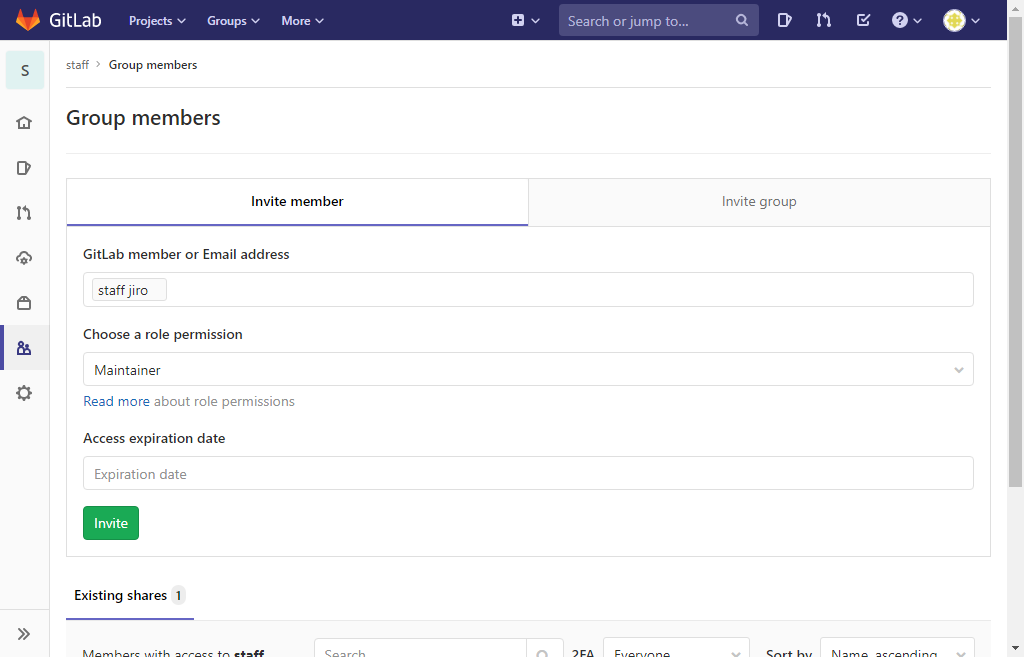 GitLab Projects Groups More Search or jump to...
S staff > Group members
Group members
Invite member Invite group
GitLab member or Email address
staff jiro
Choose a role permission
Maintainer
Read more about role permissions
Access expiration date
Expiration date
Invite
Existing shares 1
Members with access to staff Search 2FA Everyone Sort by Name, ascending